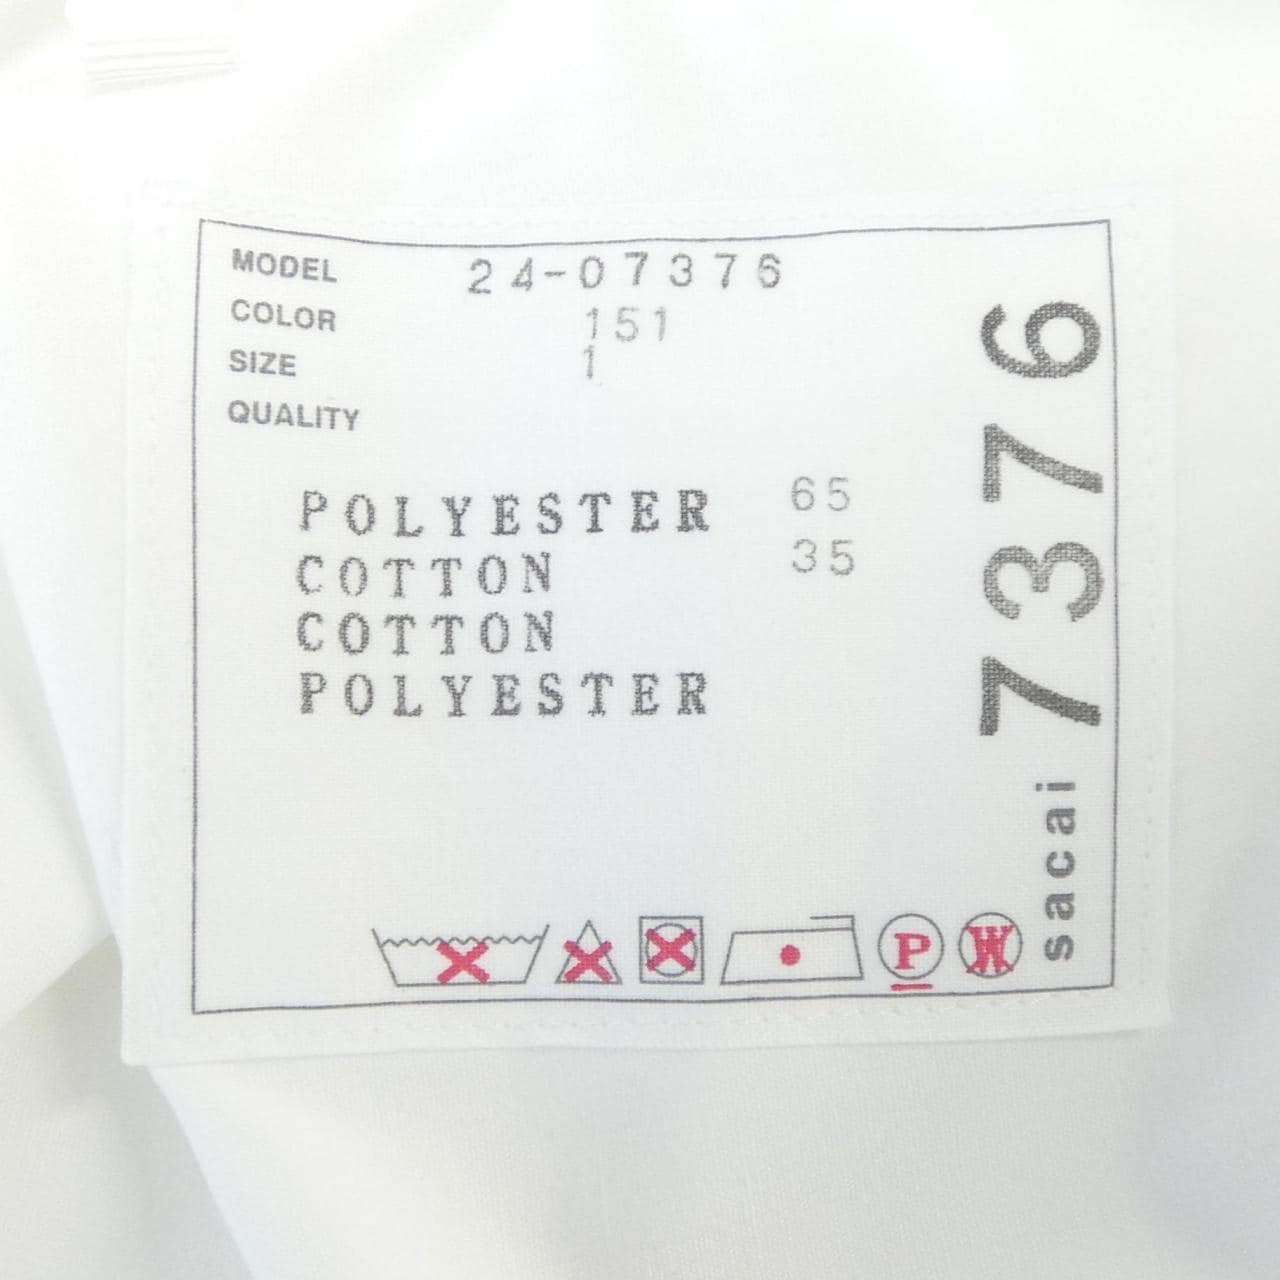 MODEL 24-07376
COLOR 151
SIZE 1
QUALITY
POLYESTER 65
COTTON 35
COTTON
POLYESTER
P
W
sacai 7376